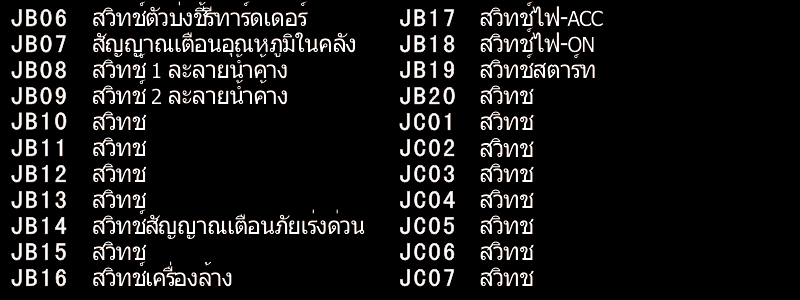 JB06 สวิทช์ตัวบ่งชี้รีทาร์ดเดอร์
JB07 สัญญาณเตือนอุณหภูมิในคลัง
JB08 สวิทช์ 1 ละลายน้ำค้าง
JB09 สวิทช์ 2 ละลายน้ำค้าง
JB10 สวิทช
JB11 สวิทช
JB12 สวิทช
JB13 สวิทช
JB14 สวิทช์สัญญาณเตือนภัยเร่งด่วน
JB15 สวิทช
JB16 สวิทช์เครื่องล้าง
JB17 สวิทช์ไฟ-ACC
JB18 สวิทช์ไฟ-ON
JB19 สวิทช์สตาร์ท
JB20 สวิทช
JC01 สวิทช
JC02 สวิทช
JC03 สวิทช
JC04 สวิทช
JC05 สวิทช
JC06 สวิทช
JC07 สวิทช